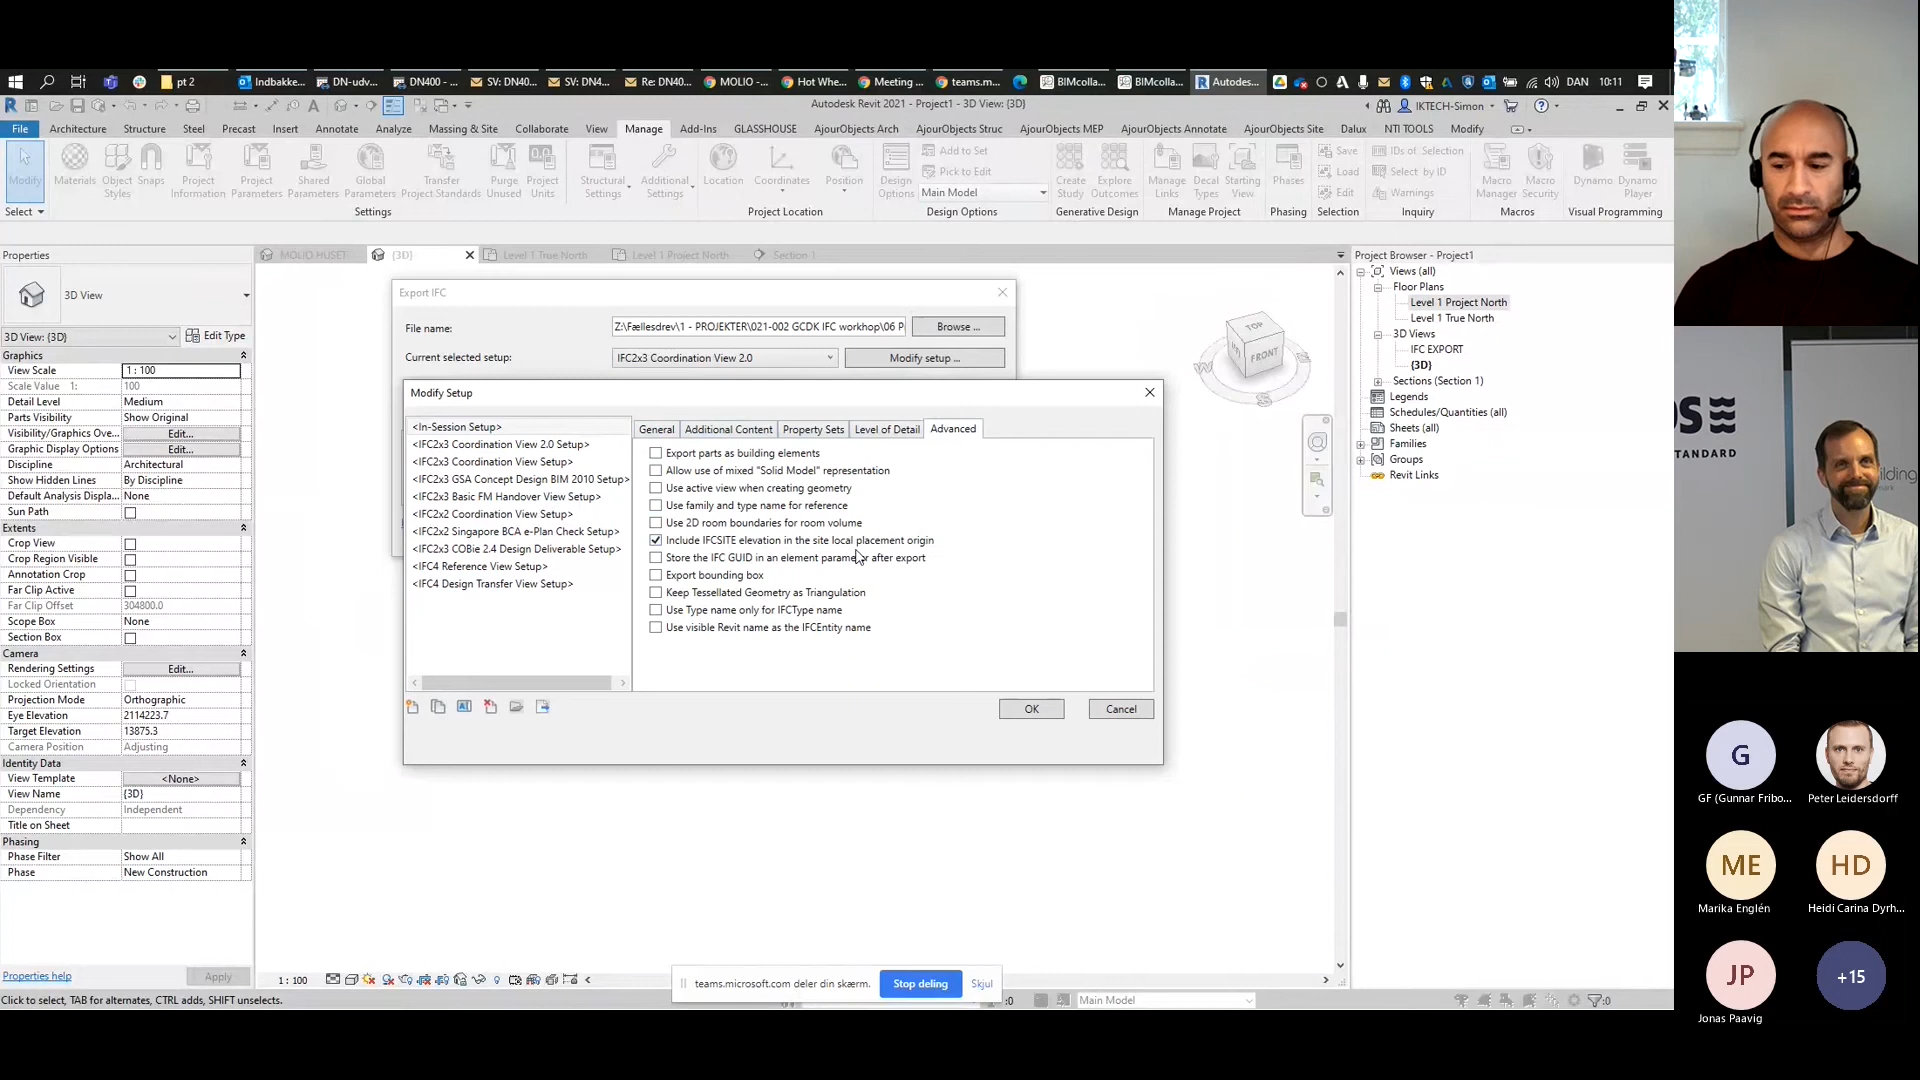 pt 2
Indbakke...
DN-udv...
DN400 - ...
SV: DN40...
SV: DN4...
Re: DN40...
MOLIO -...
Hot Whe...
Meeting ...
teams.m...
BIMcolla...
BIMcolla...
Autodes...
DAN
10:11
Autodesk Revit 2021 - Project1 - 3D View: {3D}
IKTECH-Simon
File
Architecture
Structure
Steel
Precast
Insert
Annotate
Analyze
Massing & Site
Collaborate
View
Manage
Add-Ins
GLASSHOUSE
AjourObjects Arch
AjourObjects Struc
AjourObjects MEP
AjourObjects Annotate
AjourObjects Site
Dalux
NTI TOOLS
Modify
Modify
Materials
Object Styles
Snaps
Project Information
Project Parameters
Shared Parameters
Global Parameters
Transfer Project Standards
Purge Unused
Project Units
Structural Settings
Additional Settings
Location
Coordinates
Position
Design Options
Add to Set
Pick to Edit
Main Model
Create Study
Explore Outcomes
Manage Links
Decal Types
Starting View
Phases
Save
Load
Edit
IDs of Selection
Select by ID
Warnings
Macro Manager
Macro Security
Dynamo
Dynamo Player
Select
Settings
Project Location
Design Options
Generative Design
Manage Project
Phasing
Selection
Inquiry
Macros
Visual Programming
Properties
MOLIO HUSET
{3D}
Level 1 True North
Level 1 Project North
Section 1
3D View
3D View: {3D}
Edit Type
Graphics
View Scale
1 : 100
Scale Value 1:
100
Detail Level
Medium
Parts Visibility
Show Original
Visibility/Graphics Ove...
Edit...
Graphic Display Options
Edit...
Discipline
Architectural
Show Hidden Lines
By Discipline
Default Analysis Displa...
None
Sun Path
Extents
Crop View
Crop Region Visible
Annotation Crop
Far Clip Active
Far Clip Offset
304800.0
Scope Box
None
Section Box
Camera
Rendering Settings
Edit...
Locked Orientation
Projection Mode
Orthographic
Eye Elevation
2114223.7
Target Elevation
13875.3
Camera Position
Adjusting
Identity Data
View Template
<None>
View Name
{3D}
Dependency
Independent
Title on Sheet
Phasing
Phase Filter
Show All
Phase
New Construction
Properties help
Apply
Export IFC
File name:
Z:\Fællesdrev\1 - PROJEKTER\021-002 GCDK IFC workhop\06 P
Browse ...
Current selected setup:
IFC2x3 Coordination View 2.0
Modify setup ...
Modify Setup
<In-Session Setup>
<IFC2x3 Coordination View 2.0 Setup>
<IFC2x3 Coordination View Setup>
<IFC2x3 GSA Concept Design BIM 2010 Setup>
<IFC2x3 Basic FM Handover View Setup>
<IFC2x2 Coordination View Setup>
<IFC2x2 Singapore BCA e-Plan Check Setup>
<IFC2x3 COBie 2.4 Design Deliverable Setup>
<IFC4 Reference View Setup>
<IFC4 Design Transfer View Setup>
General
Additional Content
Property Sets
Level of Detail
Advanced
Export parts as building elements
Allow use of mixed "Solid Model" representation
Use active view when creating geometry
Use family and type name for reference
Use 2D room boundaries for room volume
Include IFCSITE elevation in the site local placement origin
Store the IFC GUID in an element parameter after export
Export bounding box
Keep Tessellated Geometry as Triangulation
Use Type name only for IFCType name
Use visible Revit name as the IFCEntity name
OK
Cancel
TOP
FRONT
W
S
Project Browser - Project1
Views (all)
Floor Plans
Level 1 Project North
Level 1 True North
3D Views
IFC EXPORT
{3D}
Sections (Section 1)
Legends
Schedules/Quantities (all)
Sheets (all)
Families
Groups
Revit Links
1 : 100
teams.microsoft.com deler din skærm.
Stop deling
Skjul
Click to select, TAB for alternates, CTRL adds, SHIFT unselects.
:0
Main Model
:0
S
STANDARD
ilding
mark
G
GF (Gunnar Fribo...
Peter Leidersdorff
ME
Marika Englén
HD
Heidi Carina Dyrh...
JP
Jonas Paavig
+15